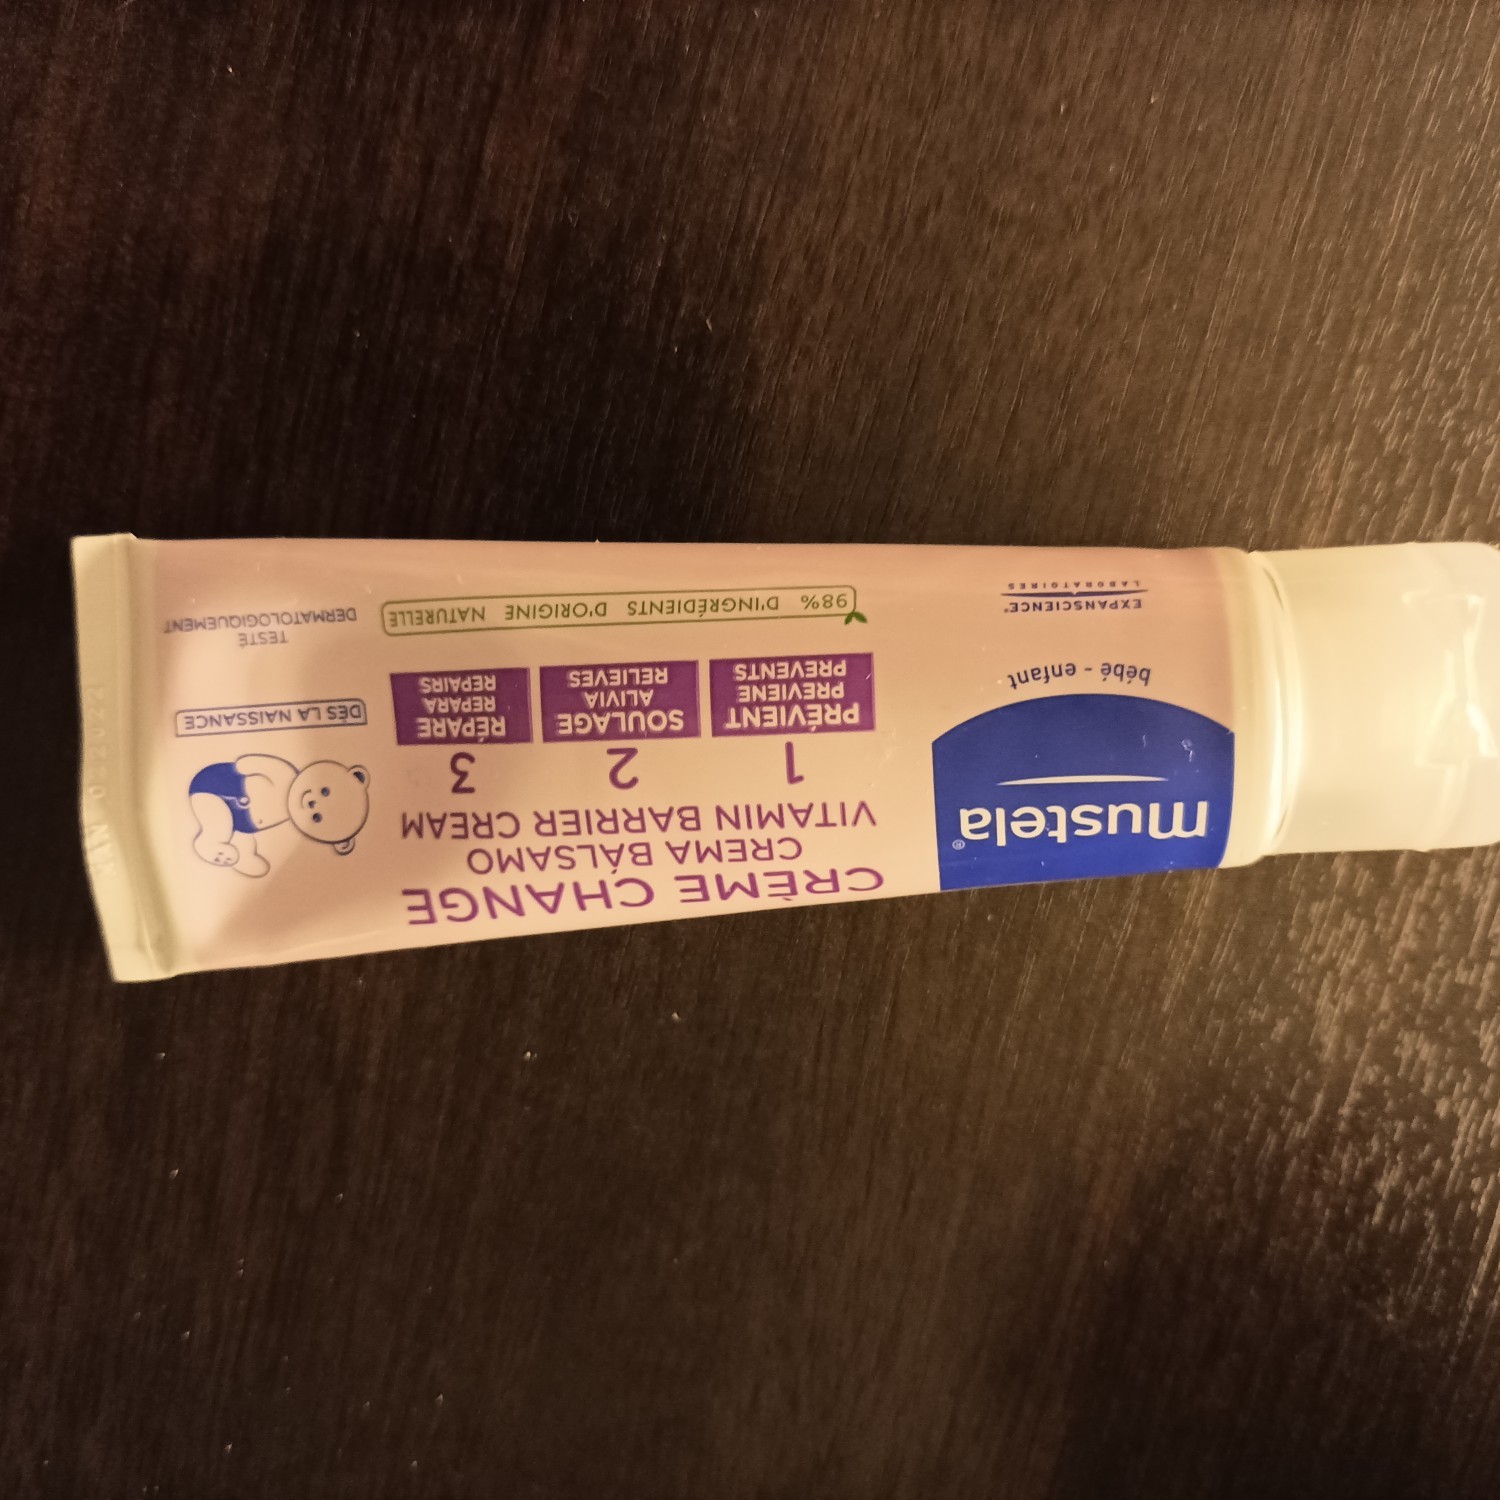 mustela®
bébé - enfant
EXPANSCIENCE®
LABORATOIRES
CRÈME CHANGE
CREMA BÁLSAMO
VITAMIN BARRIER CREAM
1
PRÉVIENT
PREVIENE
PREVENTS
2
SOULAGE
ALIVIA
RELIEVES
3
RÉPARE
REPARA
REPAIRS
98% D'INGRÉDIENTS D'ORIGINE NATURELLE
DÈS LA NAISSANCE
TESTÉ
DERMATOLOGIQUEMENT